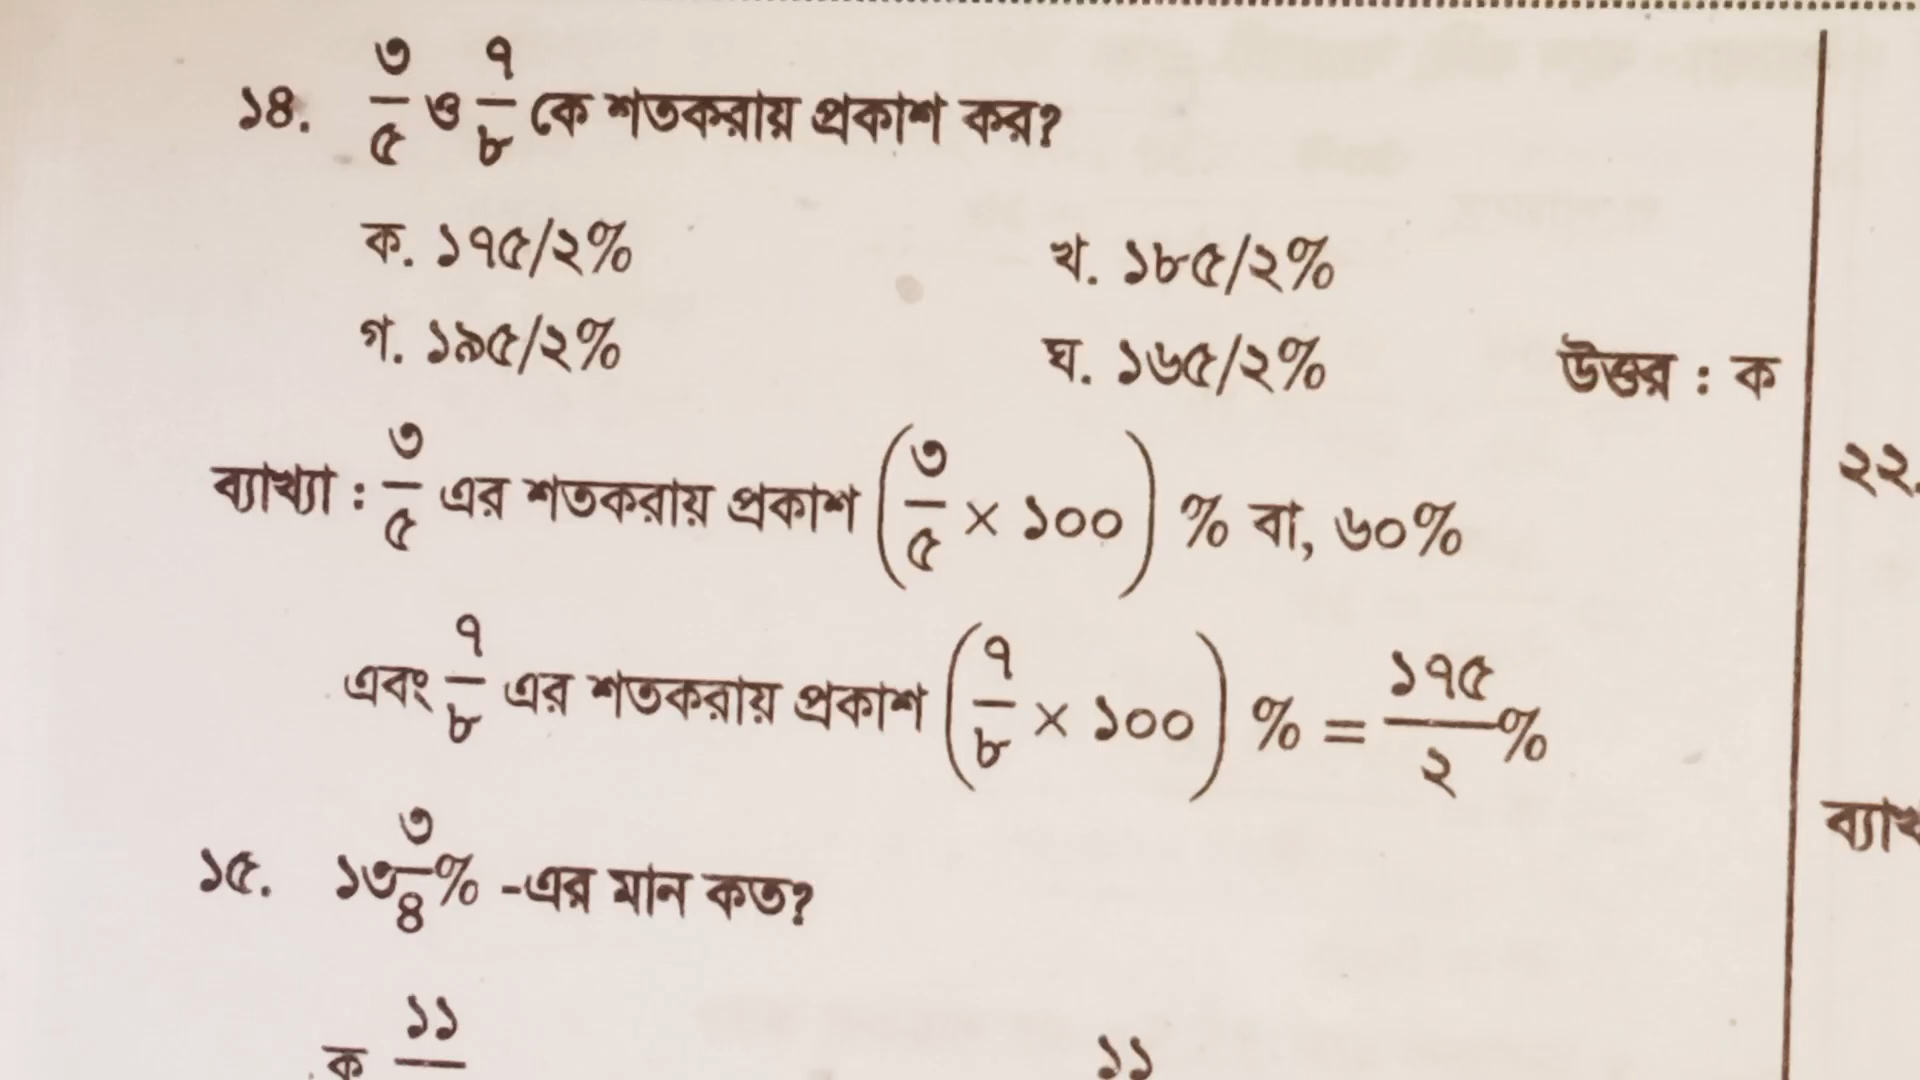 ১৪. ৩/৫ ও ৭/৮ কে শতকরায় প্রকাশ কর?
ক. ১৭৫/২% খ. ১৮৫/২%
গ. ১৯৫/২% ঘ. ১৬৫/২% উত্তর : ক
ব্যাখ্যা : ৩/৫ এর শতকরায় প্রকাশ (৩/৫ × ১০০) % বা, ৬০%
এবং ৭/৮ এর শতকরায় প্রকাশ (৭/৮ × ১০০) % = ১৭৫/২%
১৫. ১৩ ৩/৪% -এর মান কত?
ক ১১
১১
২২.